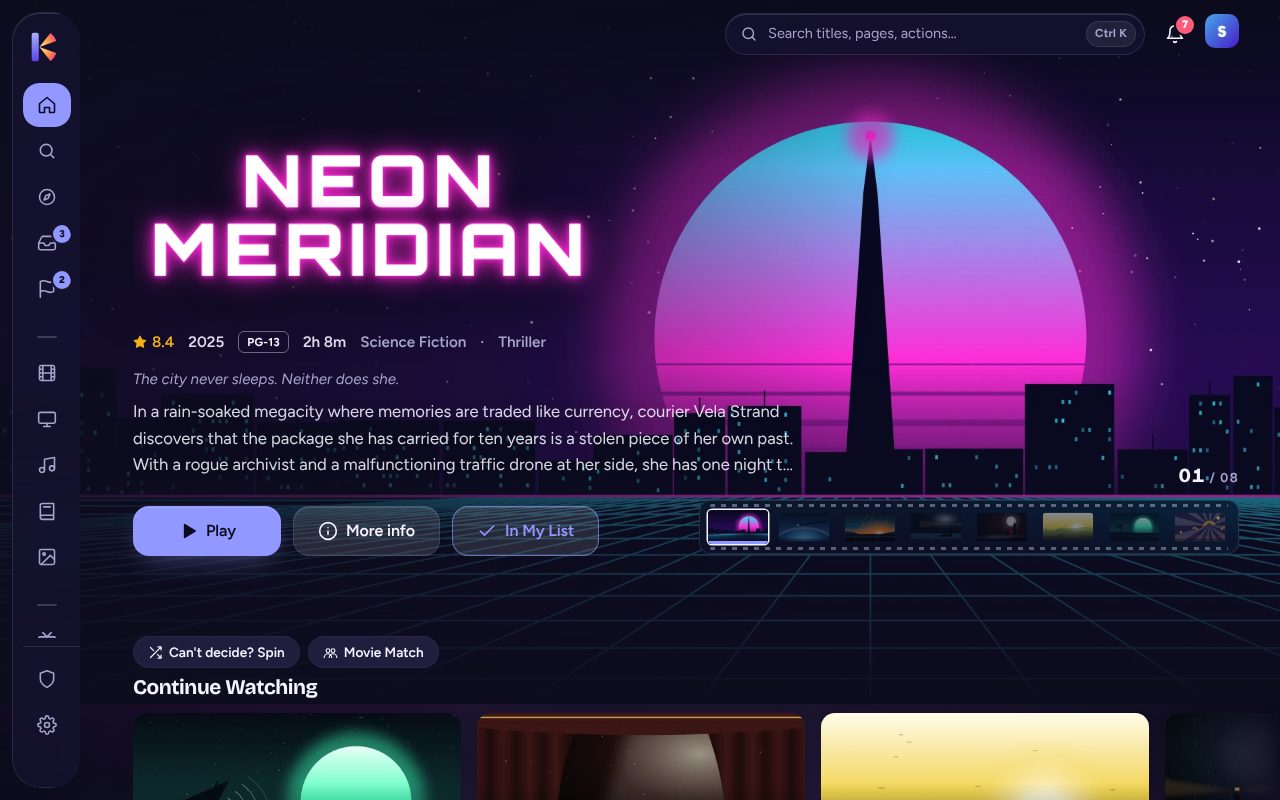 Search titles, pages, actions...
Ctrl K
7
S
3
2
NEON
MERIDIAN
8.4 2025 PG-13 2h 8m Science Fiction · Thriller
The city never sleeps. Neither does she.
In a rain-soaked megacity where memories are traded like currency, courier Vela Strand
discovers that the package she has carried for ten years is a stolen piece of her own past.
With a rogue archivist and a malfunctioning traffic drone at her side, she has one night t...
01 / 08
Play
More info
In My List
Can't decide? Spin
Movie Match
Continue Watching